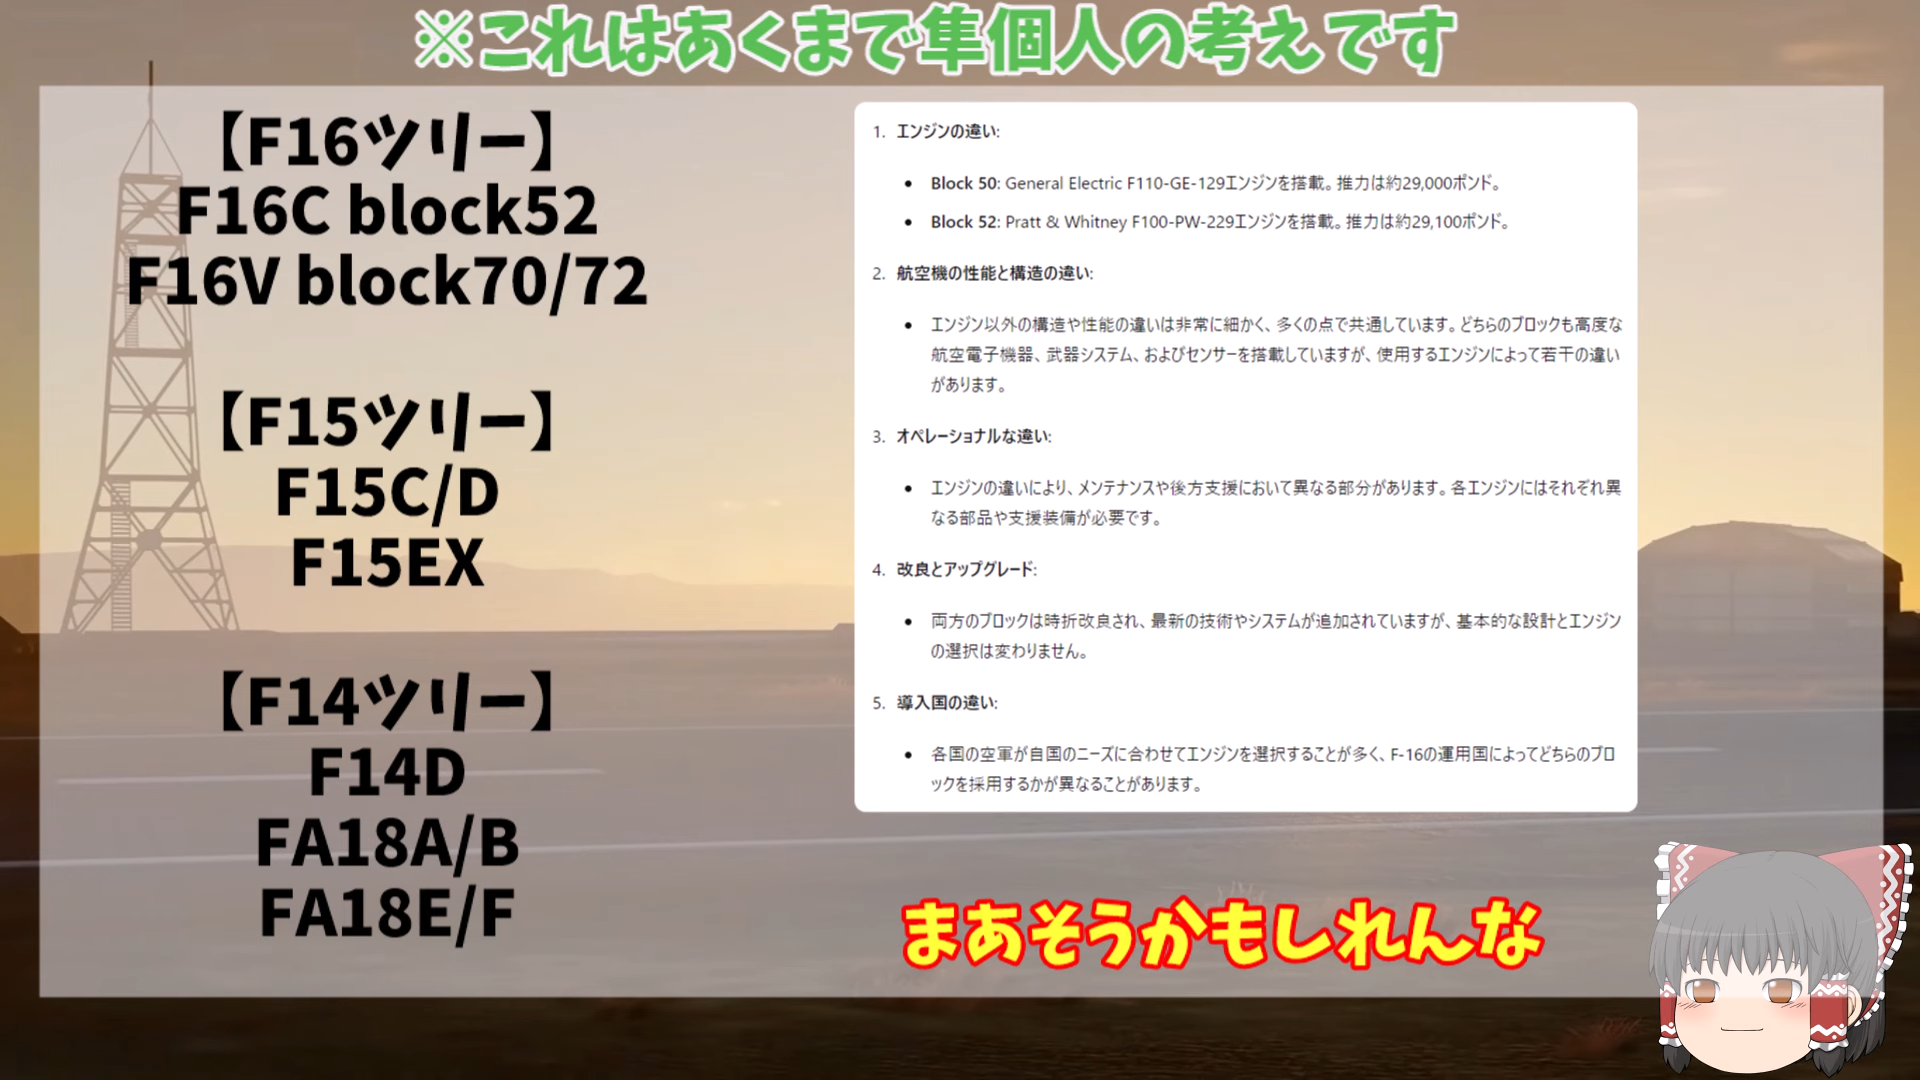 ※これはあくまで隼個人の考えです
【F16ツリー】
F16C block52
F16V block70/72
【F15ツリー】
F15C/D
F15EX
【F14ツリー】
F14D
FA18A/B
FA18E/F
1. エンジンの違い:
• Block 50: General Electric F110-GE-129エンジンを搭載。推力は約29,000ポンド。
• Block 52: Pratt & Whitney F100-PW-229エンジンを搭載。推力は約29,100ポンド。
2. 航空機の性能と構造の違い:
• エンジン以外の構造や性能の違いは非常に細かく、多くの点で共通しています。どちらのブロックも高度な
航空電子機器、武器システム、およびセンサーを搭載していますが、使用するエンジンによって若干の違い
があります。
3. オペレーショナルな違い:
• エンジンの違いにより、メンテナンスや後方支援において異なる部分があります。各エンジンにはそれぞれ異
なる部品や支援装備が必要です。
4. 改良とアップグレード:
• 両方のブロックは時折改良され、最新の技術やシステムが追加されていますが、基本的な設計とエンジン
の選択は変わりません。
5. 導入国の違い:
• 各国の空軍が自国のニーズに合わせてエンジンを選択することが多く、F-16の運用国によってどちらのブロ
ックを採用するかが異なることがあります。
まあそうかもしれんな